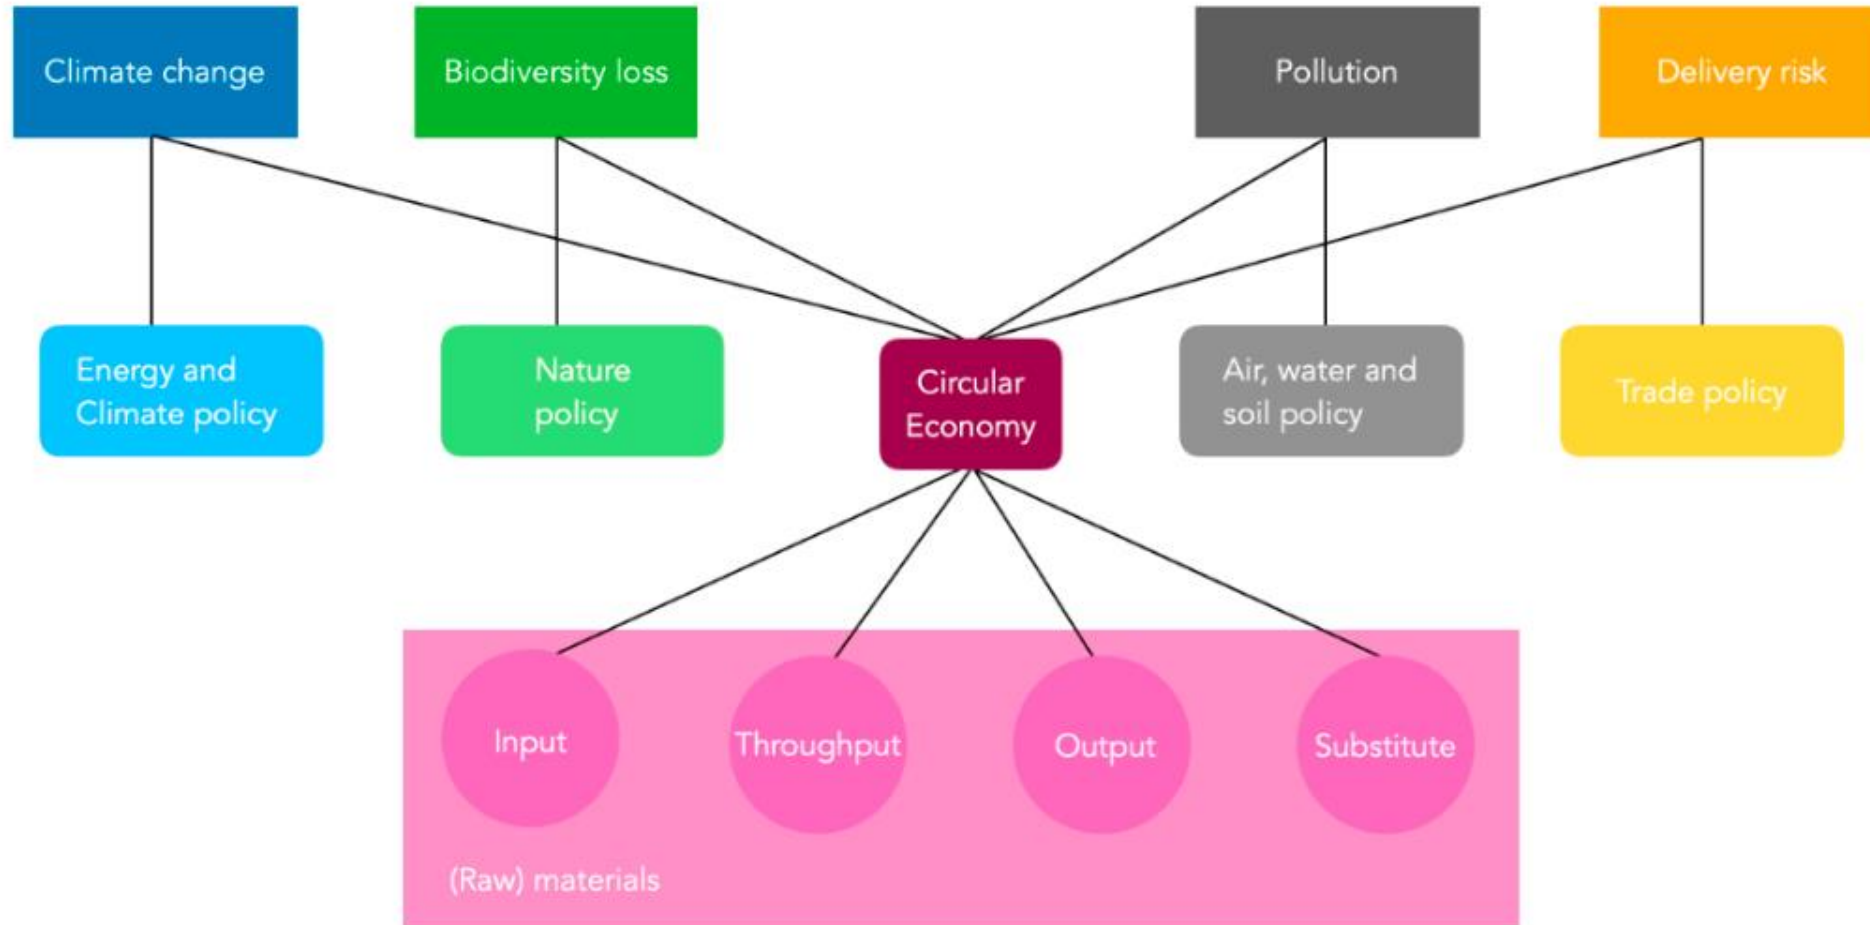 Climate change
Biodiversity loss
Pollution
Delivery risk
Energy and
Climate policy
Nature
policy
Circular
Economy
Air, water and
soil policy
Trade policy
Input
Throughput
Output
Substitute
(Raw) materials